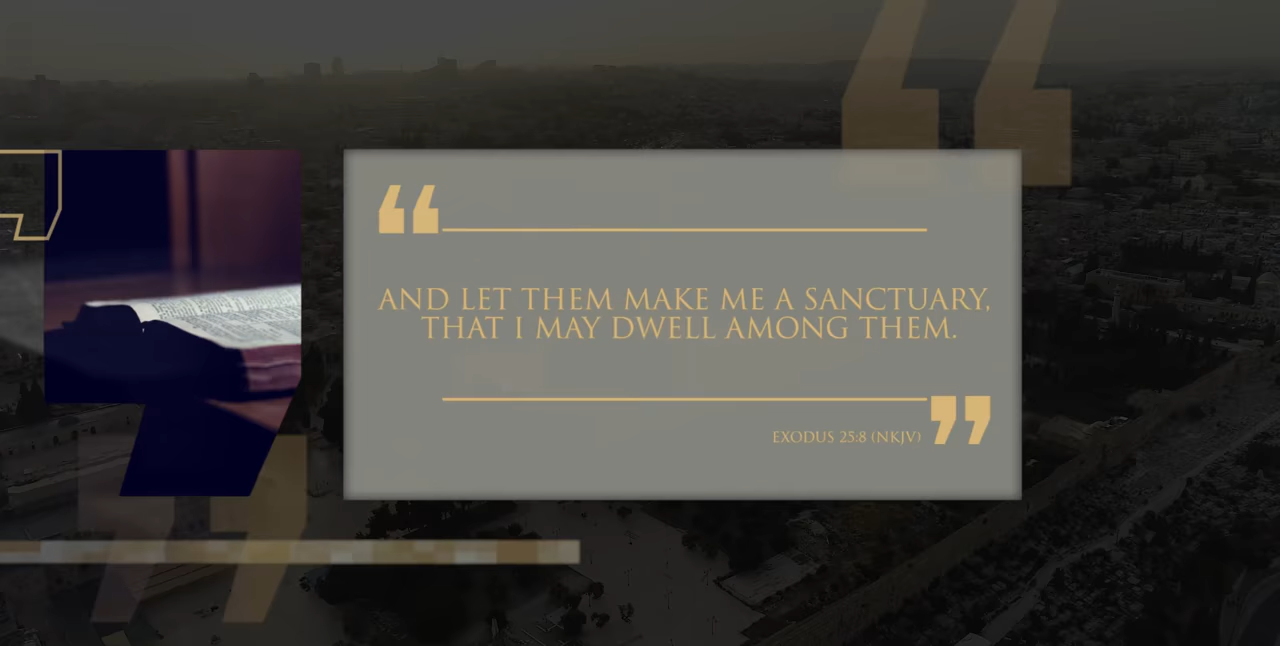 AND LET THEM MAKE ME A SANCTUARY,
THAT I MAY DWELL AMONG THEM.
EXODUS 25:8 (NKJV)